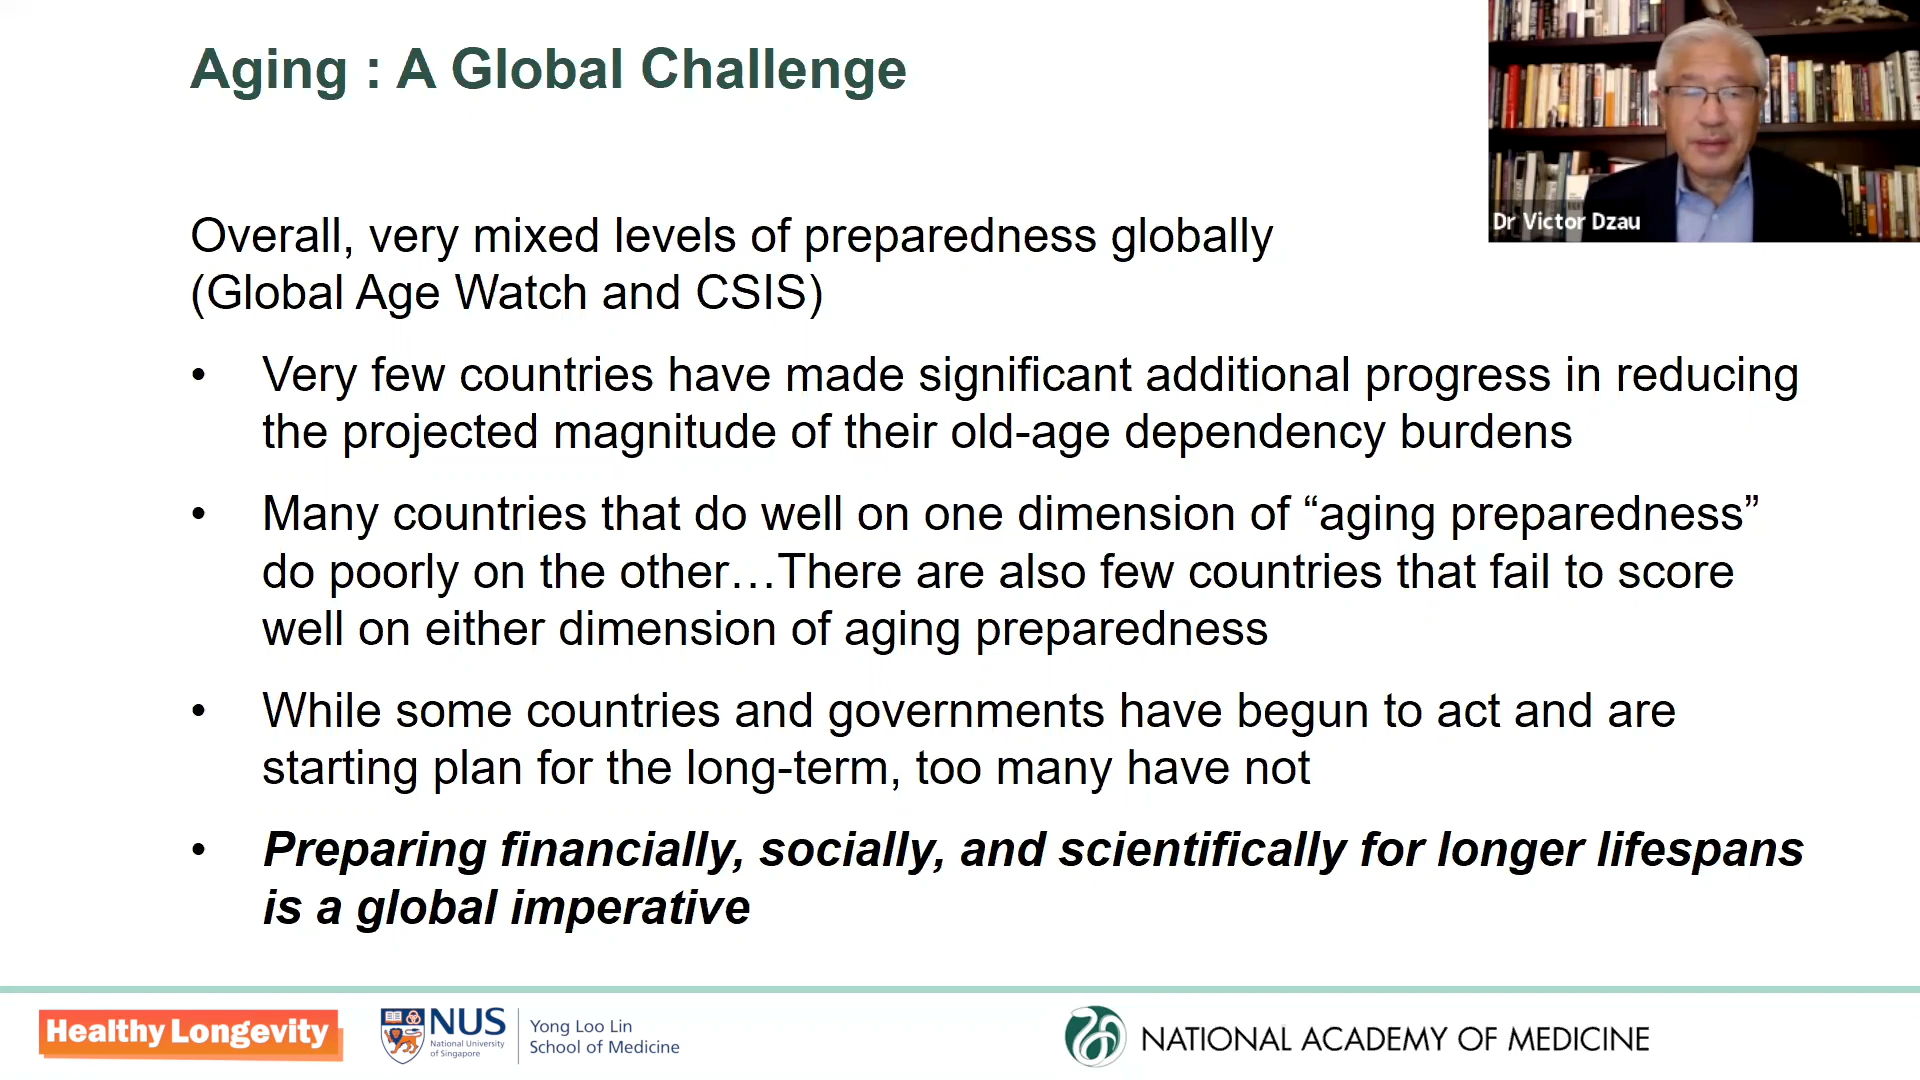 Aging : A Global Challenge
Dr Victor Dzau
Overall, very mixed levels of preparedness globally
(Global Age Watch and CSIS)
• Very few countries have made significant additional progress in reducing
the projected magnitude of their old-age dependency burdens
• Many countries that do well on one dimension of “aging preparedness”
do poorly on the other…There are also few countries that fail to score
well on either dimension of aging preparedness
• While some countries and governments have begun to act and are
starting plan for the long-term, too many have not
• Preparing financially, socially, and scientifically for longer lifespans
is a global imperative
Healthy Longevity
NUS
National University
of Singapore
Yong Loo Lin
School of Medicine
NATIONAL ACADEMY OF MEDICINE